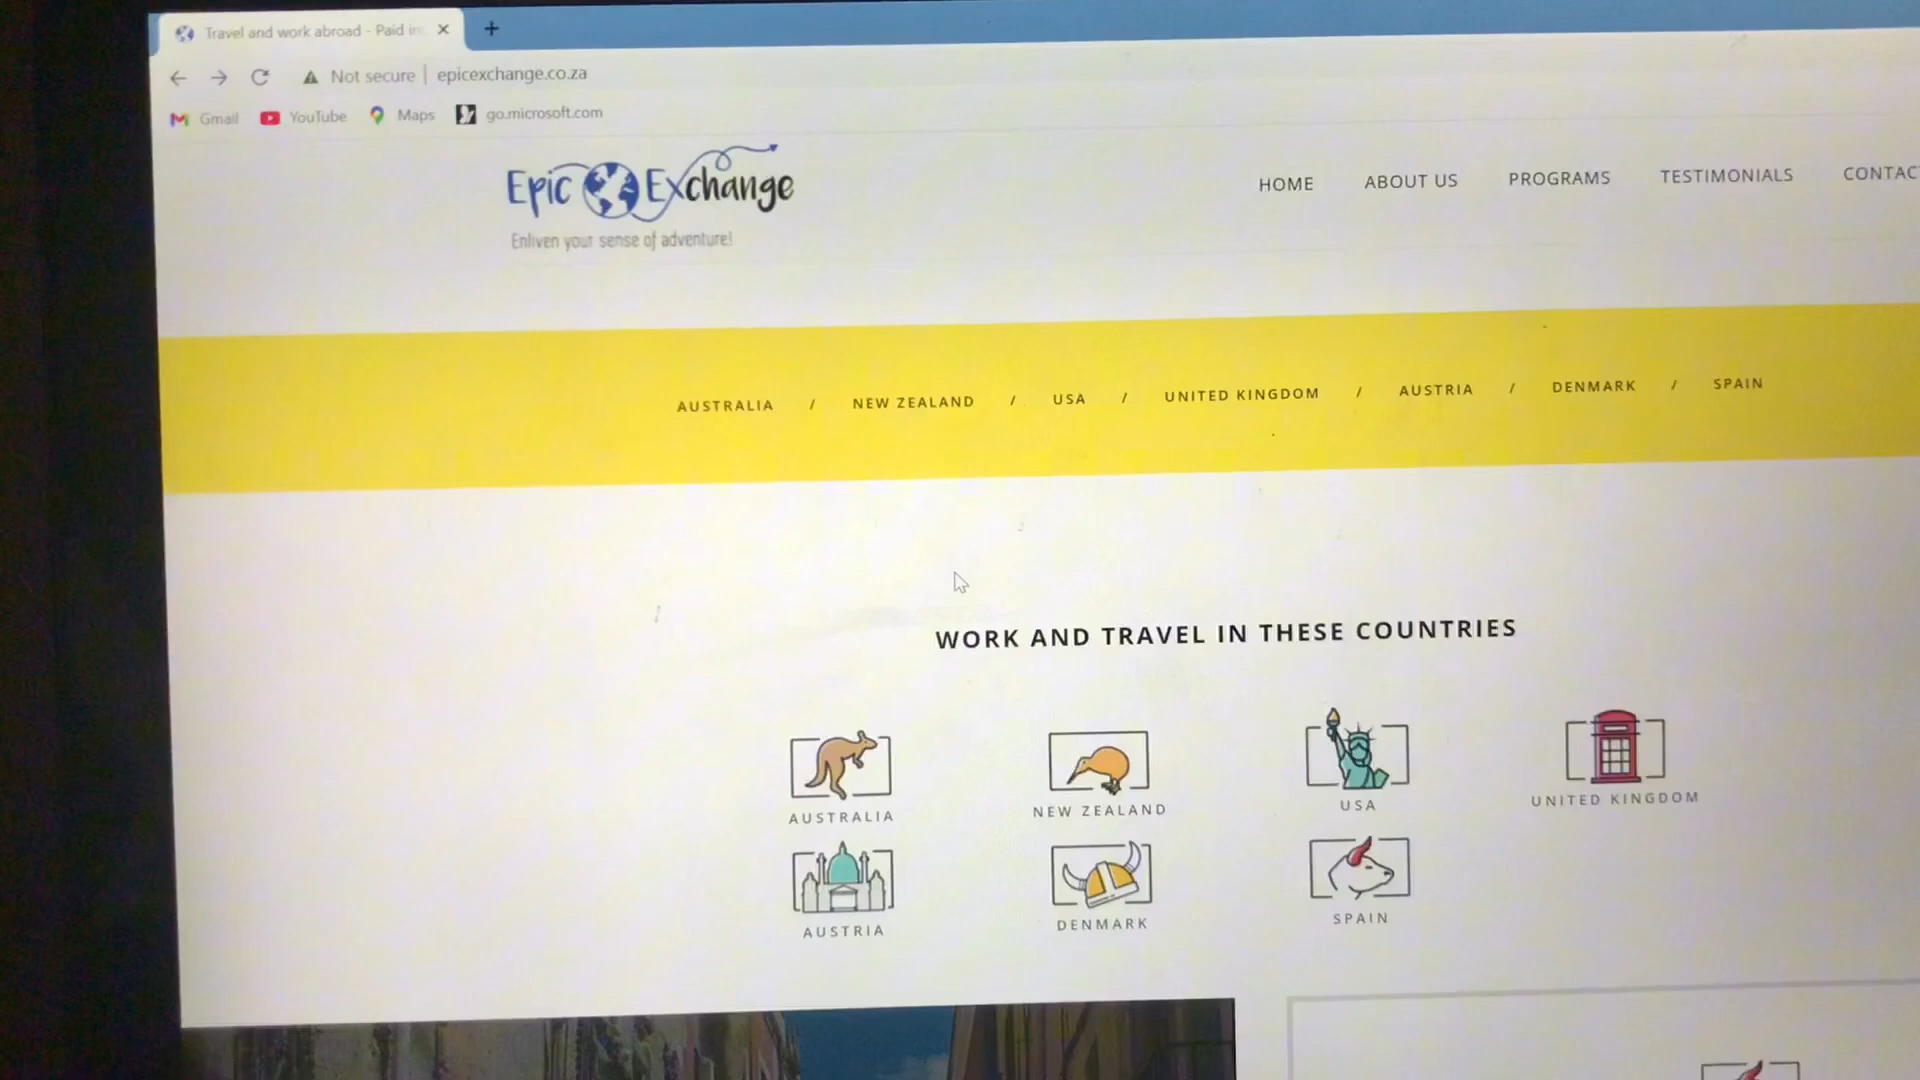 Travel and work abroad - Paid in
Not secure | epicexchange.co.za
Gmail YouTube Maps go.microsoft.com
Epic Exchange
Enliven your sense of adventure!
HOME ABOUT US PROGRAMS TESTIMONIALS CONTAC
AUSTRALIA / NEW ZEALAND / USA / UNITED KINGDOM / AUSTRIA / DENMARK / SPAIN
WORK AND TRAVEL IN THESE COUNTRIES
AUSTRALIA NEW ZEALAND USA UNITED KINGDOM
AUSTRIA DENMARK SPAIN